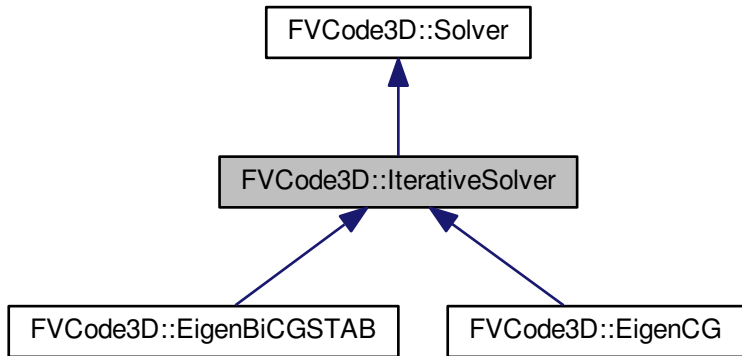 FVCode3D::Solver
FVCode3D::IterativeSolver
FVCode3D::EigenBiCGSTAB
FVCode3D::EigenCG